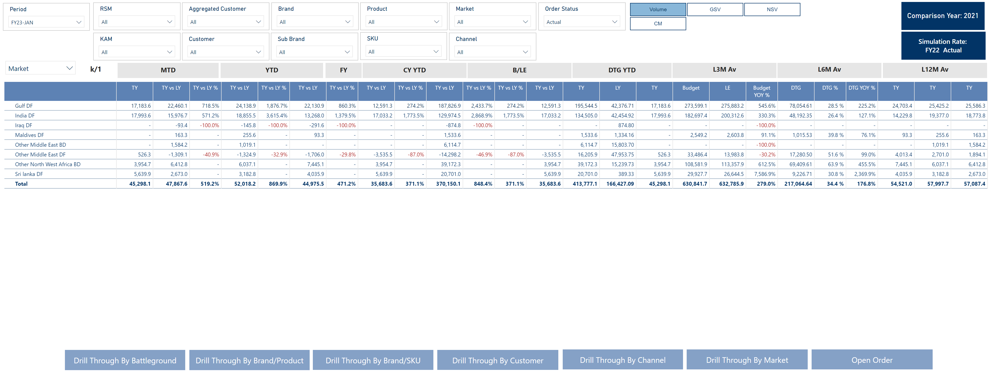 Period
FY23-JAN
RSM
All
Aggregated Customer
All
Brand
All
Product
All
Market
All
Order Status
Actual
Volume GSV NSV
CM
Comparison Year: 2021
KAM
All
Customer
All
Sub Brand
All
SKU
All
Channel
All
Simulation Rate:
FY22 Actual
Market k/1 MTD YTD FY CY YTD B/LE DTG YTD L3M Av L6M Av L12M Av
TY TY vs LY TY vs LY % TY vs LY TY vs LY % TY vs LY TY vs LY % TY vs LY TY vs LY % TY vs LY TY vs LY % TY vs LY % TY vs LY TY LY TY Budget LE Budget YOY % DTG DTG % DTG YOY % TY TY TY
Gulf DF 17,183.6 22,460.1 718.5% 24,138.9 1,876.7% 22,130.9 860.3% 12,591.3 274.2% 187,826.9 2,433.7% 274.2% 12,591.3 195,544.5 42,376.71 17,183.6 273,599.1 275,883.2 545.6% 78,054.61 28.5 % 225.2% 24,703.4 25,425.2 25,586.3
India DF 17,993.6 15,976.7 571.2% 18,855.5 3,615.4% 13,268.0 1,379.5% 17,033.2 1,773.5% 129,974.5 2,868.9% 1,773.5% 17,033.2 134,505.0 42,454.92 17,993.6 182,697.4 200,312.6 330.3% 48,192.35 26.4 % 127.1% 14,229.8 19,377.0 18,773.8
Iraq DF - -93.4 -100.0% -145.8 -100.0% -291.6 -100.0% - - -874.8 -100.0% - - - 874.80 - - - -100.0% - - - - - -
Maldives DF - 163.3 - 255.6 - 93.3 - - - 1,533.6 - - - 1,533.6 1,334.16 - 2,549.2 2,603.8 91.1% 1,015.53 39.8 % 76.1% 93.3 255.6 163.3
Other Middle East BD - 1,584.2 - 1,019.1 - - - - - 6,114.7 - - - 6,114.7 15,803.70 - - - -100.0% - - - - 1,019.1 1,584.2
Other Middle East DF 526.3 -1,309.1 -40.9% -1,324.9 -32.9% -1,706.0 -29.8% -3,535.5 -87.0% -14,298.2 -46.9% -87.0% -3,535.5 16,205.9 47,953.75 526.3 33,486.4 13,983.8 -30.2% 17,280.50 51.6 % 99.0% 4,013.4 2,701.0 1,894.1
Other North West Africa BD 3,954.7 6,412.8 - 6,037.1 - 7,445.1 - 3,954.7 - 39,172.3 - - 3,954.7 39,172.3 15,239.73 3,954.7 108,581.9 113,357.9 612.5% 69,409.61 63.9 % 455.5% 7,445.1 6,037.1 6,412.8
Sri lanka DF 5,639.9 2,673.0 - 3,182.8 - 4,035.9 - 5,639.9 - 20,701.0 - - 5,639.9 20,701.0 389.33 5,639.9 29,927.7 26,644.5 7,586.9% 9,226.71 30.8 % 2,369.9% 4,035.9 3,182.8 2,673.0
Total 45,298.1 47,867.6 519.2% 52,018.2 869.9% 44,975.5 471.2% 35,683.6 371.1% 370,150.1 848.4% 371.1% 35,683.6 413,777.1 166,427.09 45,298.1 630,841.7 632,785.9 279.0% 217,064.64 34.4 % 176.8% 54,521.0 57,997.7 57,087.4
Drill Through By Battleground Drill Through By Brand/Product Drill Through By Brand/SKU Drill Through By Customer Drill Through By Channel Drill Through By Market Open Order